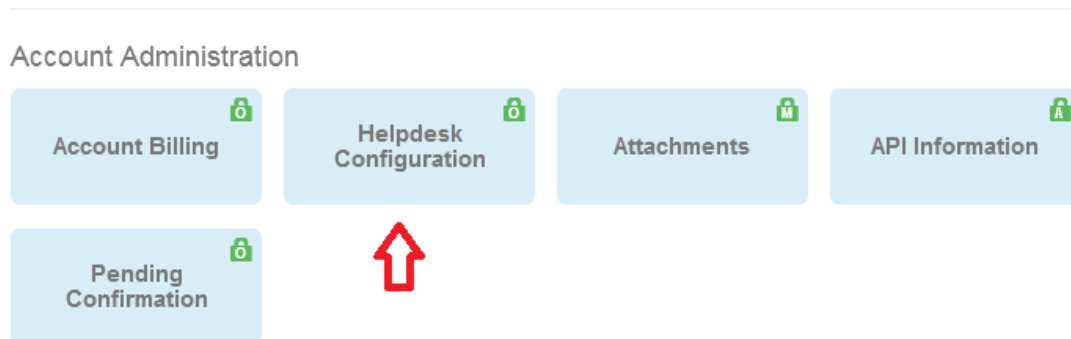 Account Administration
O
Account Billing
O
Helpdesk
Configuration
M
Attachments
A
API Information
O
Pending
Confirmation